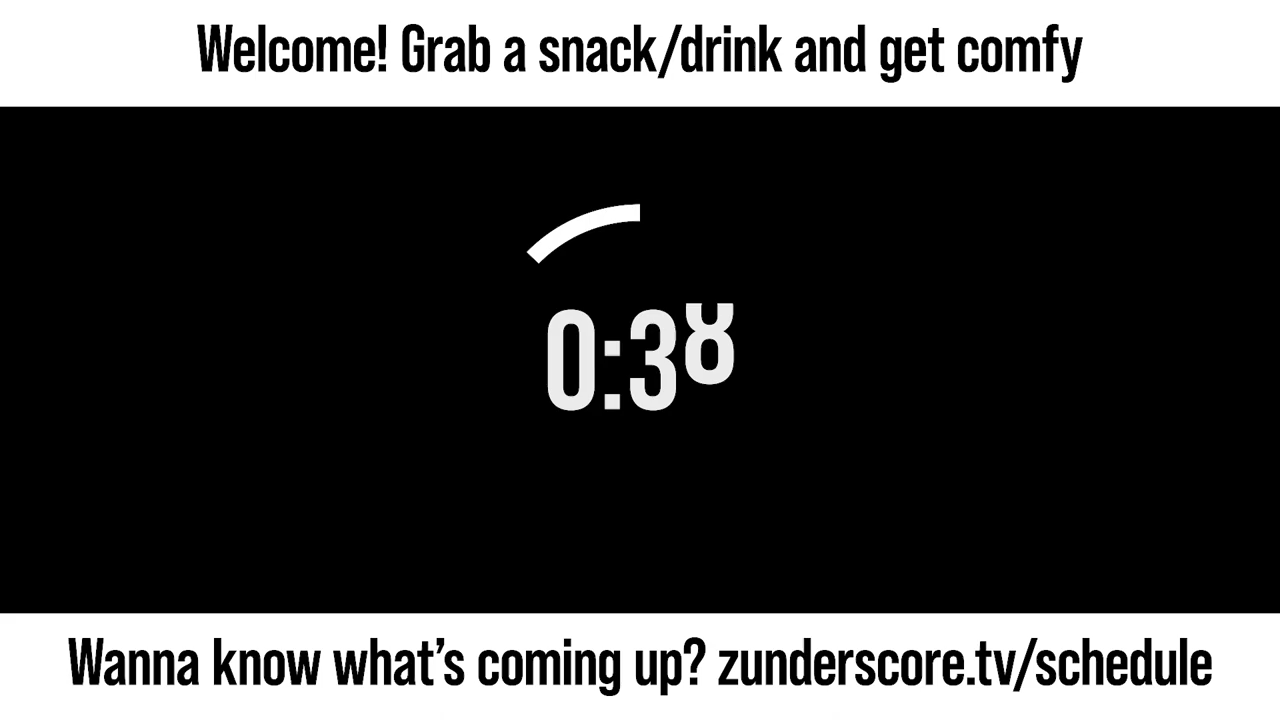 Welcome! Grab a snack/drink and get comfy
0:38
Wanna know what's coming up? zunderscore.tv/schedule